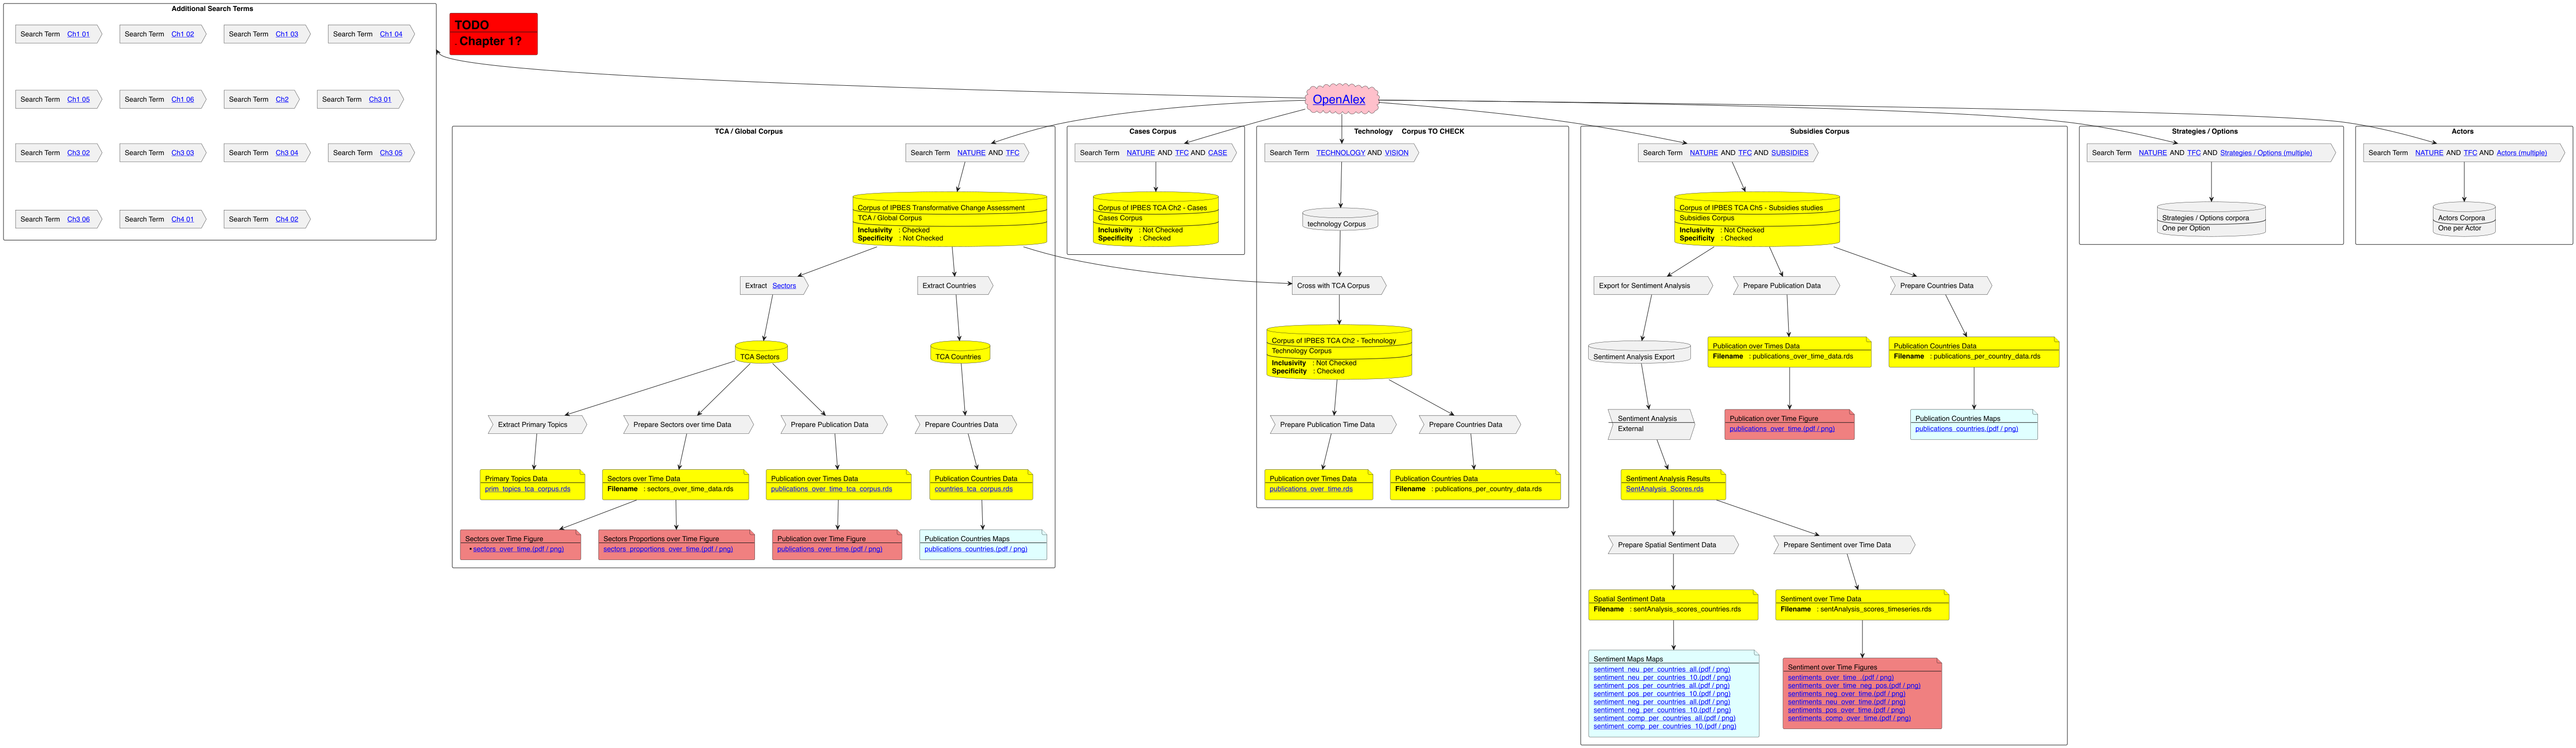 Additional Search Terms
Search Term Ch1 01
Search Term Ch1 02
Search Term Ch1 03
Search Term Ch1 04
Search Term Ch1 05
Search Term Ch1 06
Search Term Ch2
Search Term Ch3 01
Search Term Ch3 02
Search Term Ch3 03
Search Term Ch3 04
Search Term Ch3 05
Search Term Ch3 06
Search Term Ch4 01
Search Term Ch4 02
TODO
: Chapter 1?
OpenAlex
TCA / Global Corpus
Search Term NATURE AND TFC
Corpus of IPBES Transformative Change Assessment
TCA / Global Corpus
Inclusivity : Checked
Specificity : Not Checked
Extract Sectors
Extract Countries
TCA Sectors
TCA Countries
Extract Primary Topics
Prepare Sectors over time Data
Prepare Publication Data
Prepare Countries Data
Primary Topics Data
prim_topics_tca_corpus.rds
Sectors over Time Data
Filename : sectors_over_time_data.rds
Publication over Times Data
publications_over_time_tca_corpus.rds
Publication Countries Data
countries_tca_corpus.rds
Sectors over Time Figure
• sectors_over_time.(pdf / png)
Sectors Proportions over Time Figure
sectors_proportions_over_time.(pdf / png)
Publication over Time Figure
publications_over_time.(pdf / png)
Publication Countries Maps
publications_countries.(pdf / png)
Cases Corpus
Search Term NATURE AND TFC AND CASE
Corpus of IPBES TCA Ch2 - Cases
Cases Corpus
Inclusivity : Not Checked
Specificity : Checked
Technology Corpus TO CHECK
Search Term TECHNOLOGY AND VISION
technology Corpus
Cross with TCA Corpus
Corpus of IPBES TCA Ch2 - Technology
Technology Corpus
Inclusivity : Not Checked
Specificity : Checked
Prepare Publication Time Data
Prepare Countries Data
Publication over Times Data
publications_over_time.rds
Publication Countries Data
Filename : publications_per_country_data.rds
Subsidies Corpus
Search Term NATURE AND TFC AND SUBSIDIES
Corpus of IPBES TCA Ch5 - Subsidies studies
Subsidies Corpus
Inclusivity : Not Checked
Specificity : Checked
Export for Sentiment Analysis
Prepare Publication Data
Prepare Countries Data
Sentiment Analysis Export
Publication over Times Data
Filename : publications_over_time_data.rds
Publication Countries Data
Filename : publications_per_country_data.rds
Sentiment Analysis
External
Publication over Time Figure
publications_over_time.(pdf / png)
Publication Countries Maps
publications_countries.(pdf / png)
Sentiment Analysis Results
SentAnalysis_Scores.rds
Prepare Spatial Sentiment Data
Prepare Sentiment over Time Data
Spatial Sentiment Data
Filename : sentAnalysis_scores_countries.rds
Sentiment over Time Data
Filename : sentAnalysis_scores_timeseries.rds
Sentiment Maps Maps
sentiment_neu_per_countries_all.(pdf / png)
sentiment_neu_per_countries_10.(pdf / png)
sentiment_pos_per_countries_all.(pdf / png)
sentiment_pos_per_countries_10.(pdf / png)
sentiment_neg_per_countries_all.(pdf / png)
sentiment_neg_per_countries_10.(pdf / png)
sentiment_comp_per_countries_all.(pdf / png)
sentiment_comp_per_countries_10.(pdf / png)
Sentiment over Time Figures
sentiments_over_time_.(pdf / png)
sentiments_over_time_neg_pos.(pdf / png)
sentiments_neg_over_time.(pdf / png)
sentiments_neu_over_time.(pdf / png)
sentiments_pos_over_time.(pdf / png)
sentiments_comp_over_time.(pdf / png)
Strategies / Options
Search Term NATURE AND TFC AND Strategies / Options (multiple)
Strategies / Options corpora
One per Option
Actors
Search Term NATURE AND TFC AND Actors (multiple)
Actors Corpora
One per Actor